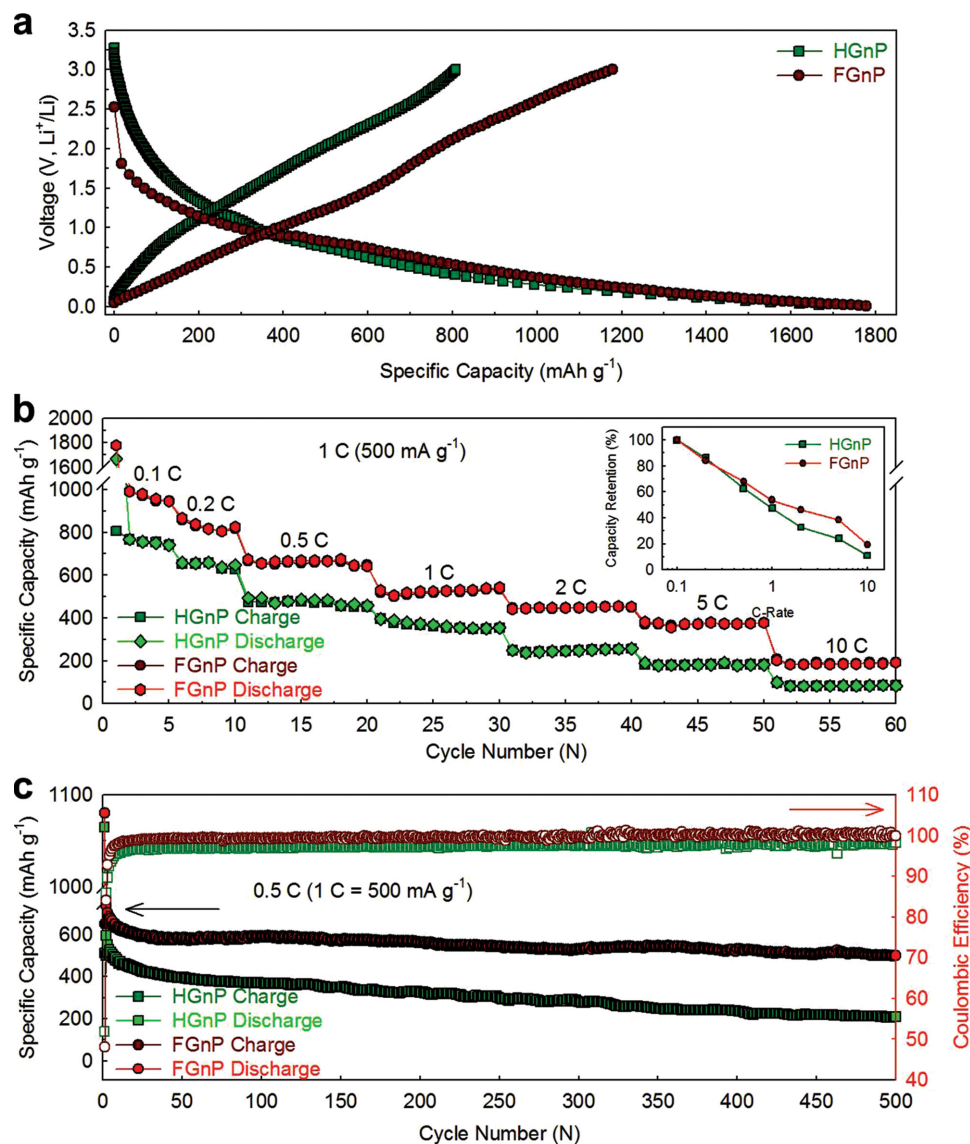 a
HGnP
FGnP
3.5
3.0
2.5
2.0
1.5
1.0
0.5
0.0
Voltage (V, Li⁺/Li)
0 200 400 600 800 1000 1200 1400 1600 1800
Specific Capacity (mAh g⁻¹)
b
2000
1800
1600
1000
800
600
400
200
0
Specific Capacity (mAh g⁻¹)
1 C (500 mA g⁻¹)
0.1 C
0.2 C
0.5 C
1 C
2 C
5 C
10 C
HGnP Charge
HGnP Discharge
FGnP Charge
FGnP Discharge
Capacity Retention (%)
100
80
60
40
20
0
HGnP
FGnP
0.1 1 10
C-Rate
0 5 10 15 20 25 30 35 40 45 50 55 60
Cycle Number (N)
c
1100
1000
600
400
200
0
Specific Capacity (mAh g⁻¹)
0.5 C (1 C = 500 mA g⁻¹)
HGnP Charge
HGnP Discharge
FGnP Charge
FGnP Discharge
110
100
90
80
70
60
50
40
Coulombic Efficiency (%)
0 50 100 150 200 250 300 350 400 450 500
Cycle Number (N)